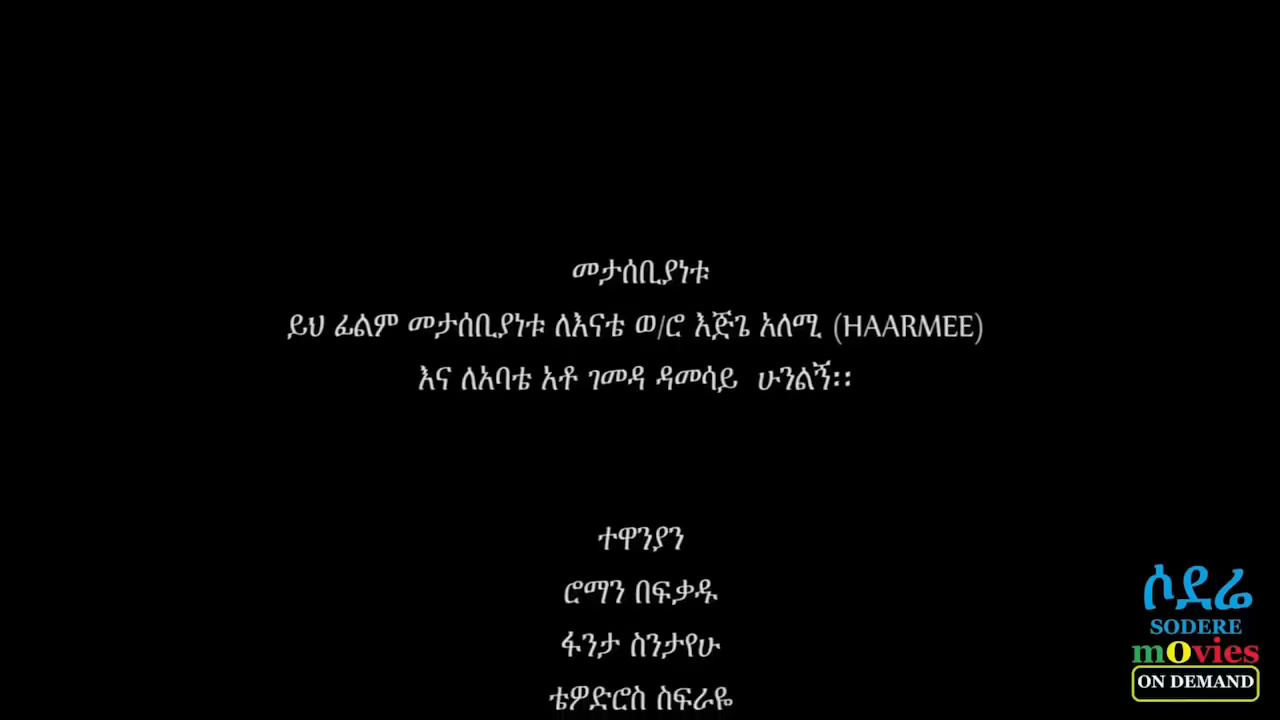 መታሰቢያነቱ
ይህ ፊልም መታሰቢያነቱ ለእናቴ ወ/ሮ እጅጌ አለሚ (HAARMEE)
እና ለአባቴ አቶ ገመዳ ዳመሳይ ሁንልኝ፡፡
ተዋንያን
ሮማን በፍቃዱ
ፋንታ ስንታየሁ
ቴዎድሮስ ስፍራዬ
ሶደሬ
SODERE
mOvies
ON DEMAND